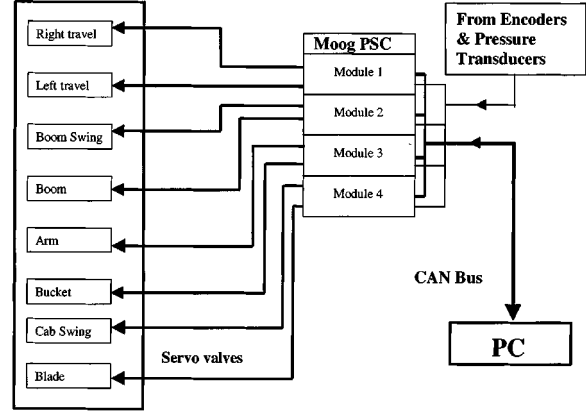 Right travel
Left travel
Boom Swing
Boom
Arm
Bucket
Cab Swing
Blade
Servo valves
Moog PSC
Module 1
Module 2
Module 3
Module 4
From Encoders
& Pressure
Transducers
CAN Bus
PC